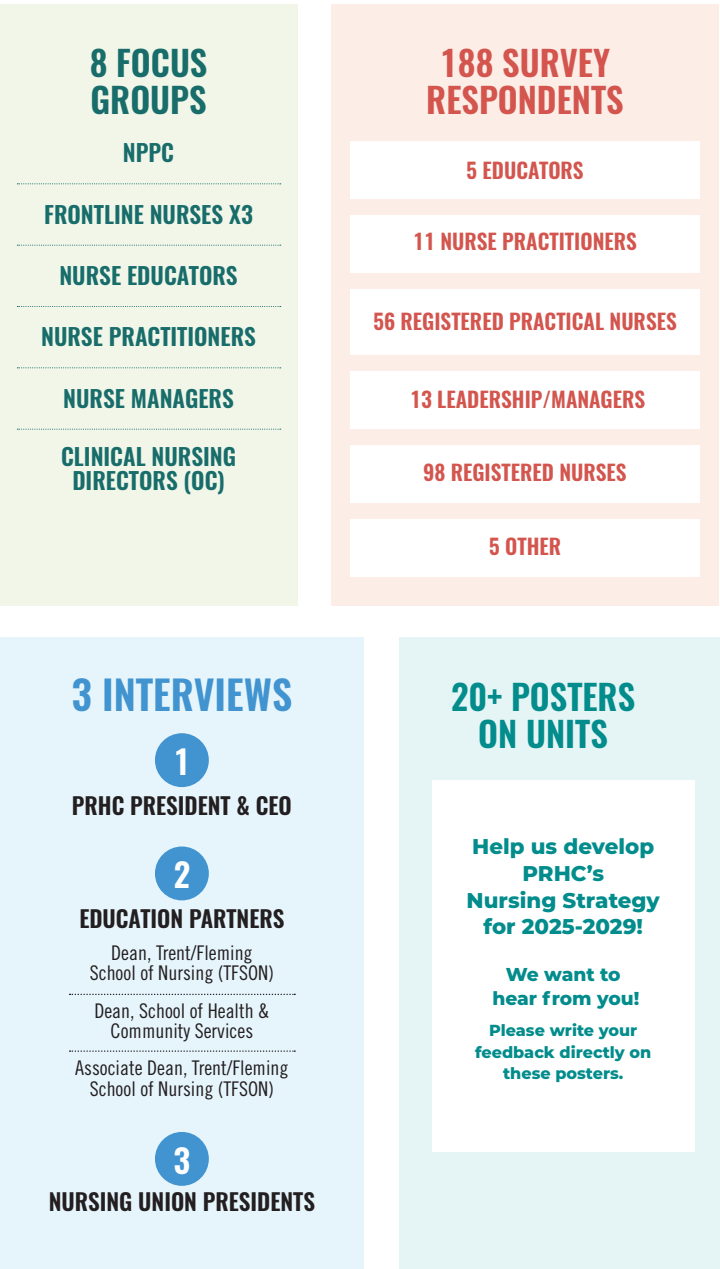 8 FOCUS
GROUPS
NPPC
FRONTLINE NURSES X3
NURSE EDUCATORS
NURSE PRACTITIONERS
NURSE MANAGERS
CLINICAL NURSING
DIRECTORS (OC)
188 SURVEY
RESPONDENTS
5 EDUCATORS
11 NURSE PRACTITIONERS
56 REGISTERED PRACTICAL NURSES
13 LEADERSHIP/MANAGERS
98 REGISTERED NURSES
5 OTHER
3 INTERVIEWS
1
PRHC PRESIDENT & CEO
2
EDUCATION PARTNERS
Dean, Trent/Fleming
School of Nursing (TFSON)
Dean, School of Health &
Community Services
Associate Dean, Trent/Fleming
School of Nursing (TFSON)
3
NURSING UNION PRESIDENTS
20+ POSTERS
ON UNITS
Help us develop
PRHC’s
Nursing Strategy
for 2025-2029!
We want to
hear from you!
Please write your
feedback directly on
these posters.